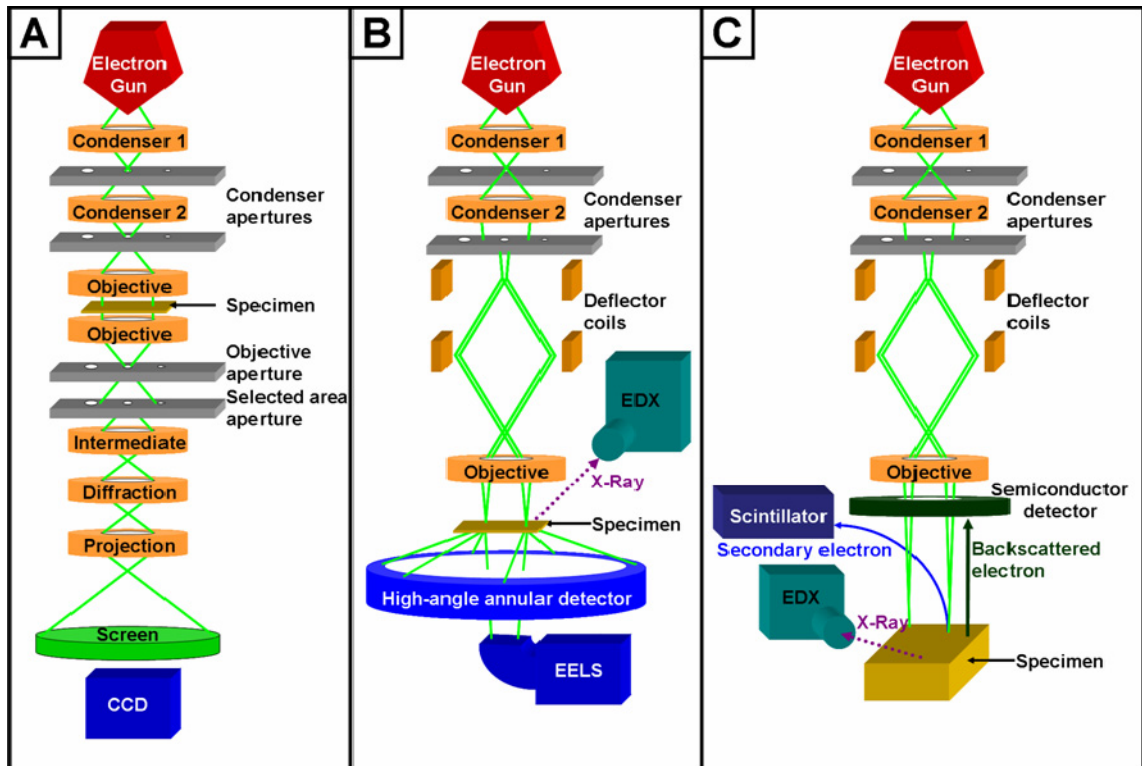 A
Electron
Gun
Condenser 1
Condenser
apertures
Condenser 2
Objective
Specimen
Objective
Objective
aperture
Selected area
aperture
Intermediate
Diffraction
Projection
Screen
CCD
B
Electron
Gun
Condenser 1
Condenser
apertures
Condenser 2
Deflector
coils
EDX
Objective
X-Ray
Specimen
High-angle annular detector
EELS
C
Electron
Gun
Condenser 1
Condenser
apertures
Condenser 2
Deflector
coils
Objective
Semiconductor
detector
Scintillator
Secondary electron
Backscattered
electron
EDX
X-Ray
Specimen